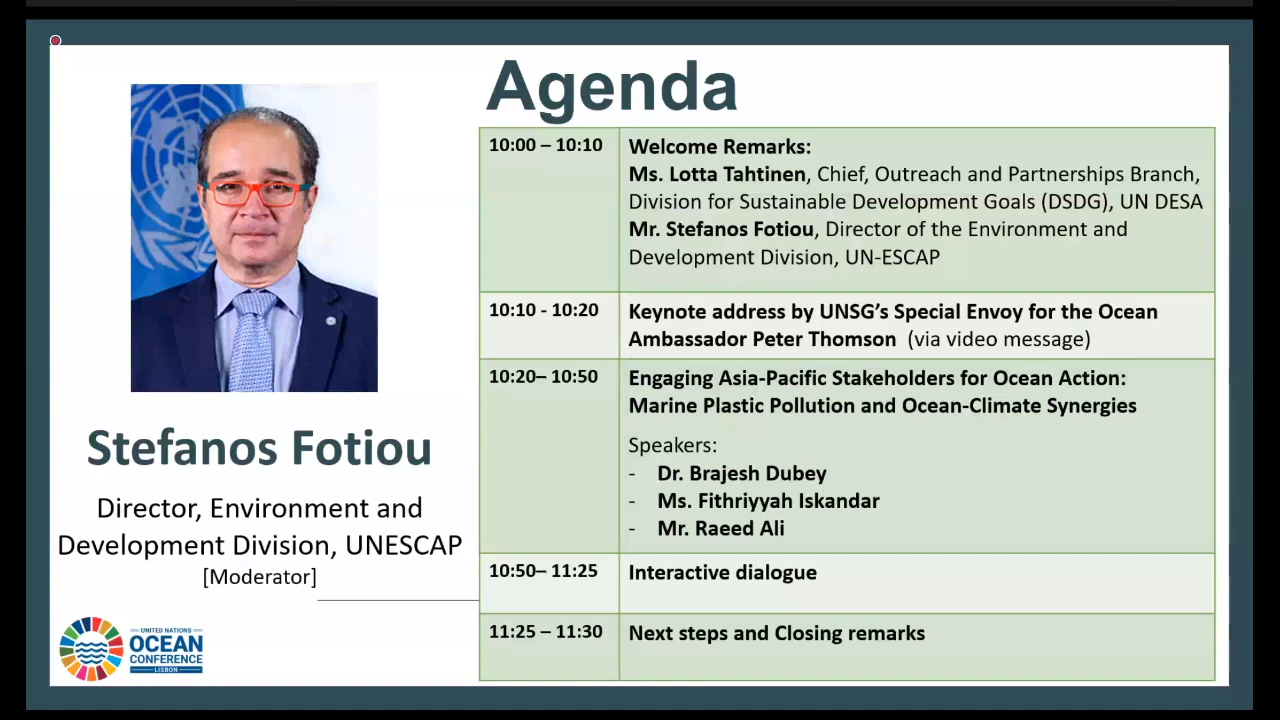 Agenda
Stefanos Fotiou
Director, Environment and
Development Division, UNESCAP
[Moderator]
UNITED NATIONS
OCEAN
CONFERENCE
LISBON
10:00 – 10:10
Welcome Remarks:
Ms. Lotta Tahtinen, Chief, Outreach and Partnerships Branch,
Division for Sustainable Development Goals (DSDG), UN DESA
Mr. Stefanos Fotiou, Director of the Environment and
Development Division, UN-ESCAP
10:10 - 10:20
Keynote address by UNSG’s Special Envoy for the Ocean
Ambassador Peter Thomson (via video message)
10:20– 10:50
Engaging Asia-Pacific Stakeholders for Ocean Action:
Marine Plastic Pollution and Ocean-Climate Synergies
Speakers:
- Dr. Brajesh Dubey
- Ms. Fithriyyah Iskandar
- Mr. Raeed Ali
10:50– 11:25
Interactive dialogue
11:25 – 11:30
Next steps and Closing remarks